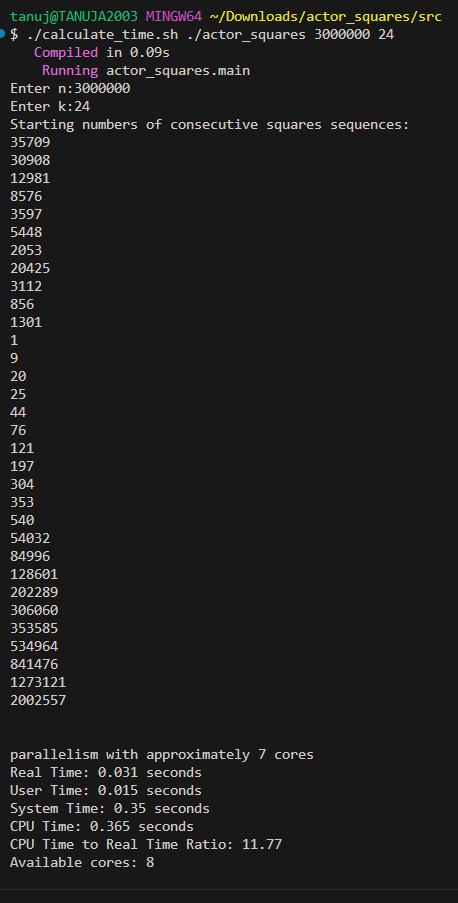 tanuj@TANUJA2003 MINGW64 ~/Downloads/actor_squares/src
$ ./calculate_time.sh ./actor_squares 3000000 24
Compiled in 0.09s
Running actor_squares.main
Enter n:3000000
Enter k:24
Starting numbers of consecutive squares sequences:
35709
30908
12981
8576
3597
5448
2053
20425
3112
856
1301
1
9
20
25
44
76
121
197
304
353
540
54032
84996
128601
202289
306060
353585
534964
841476
1273121
2002557
parallelism with approximately 7 cores
Real Time: 0.031 seconds
User Time: 0.015 seconds
System Time: 0.35 seconds
CPU Time: 0.365 seconds
CPU Time to Real Time Ratio: 11.77
Available cores: 8